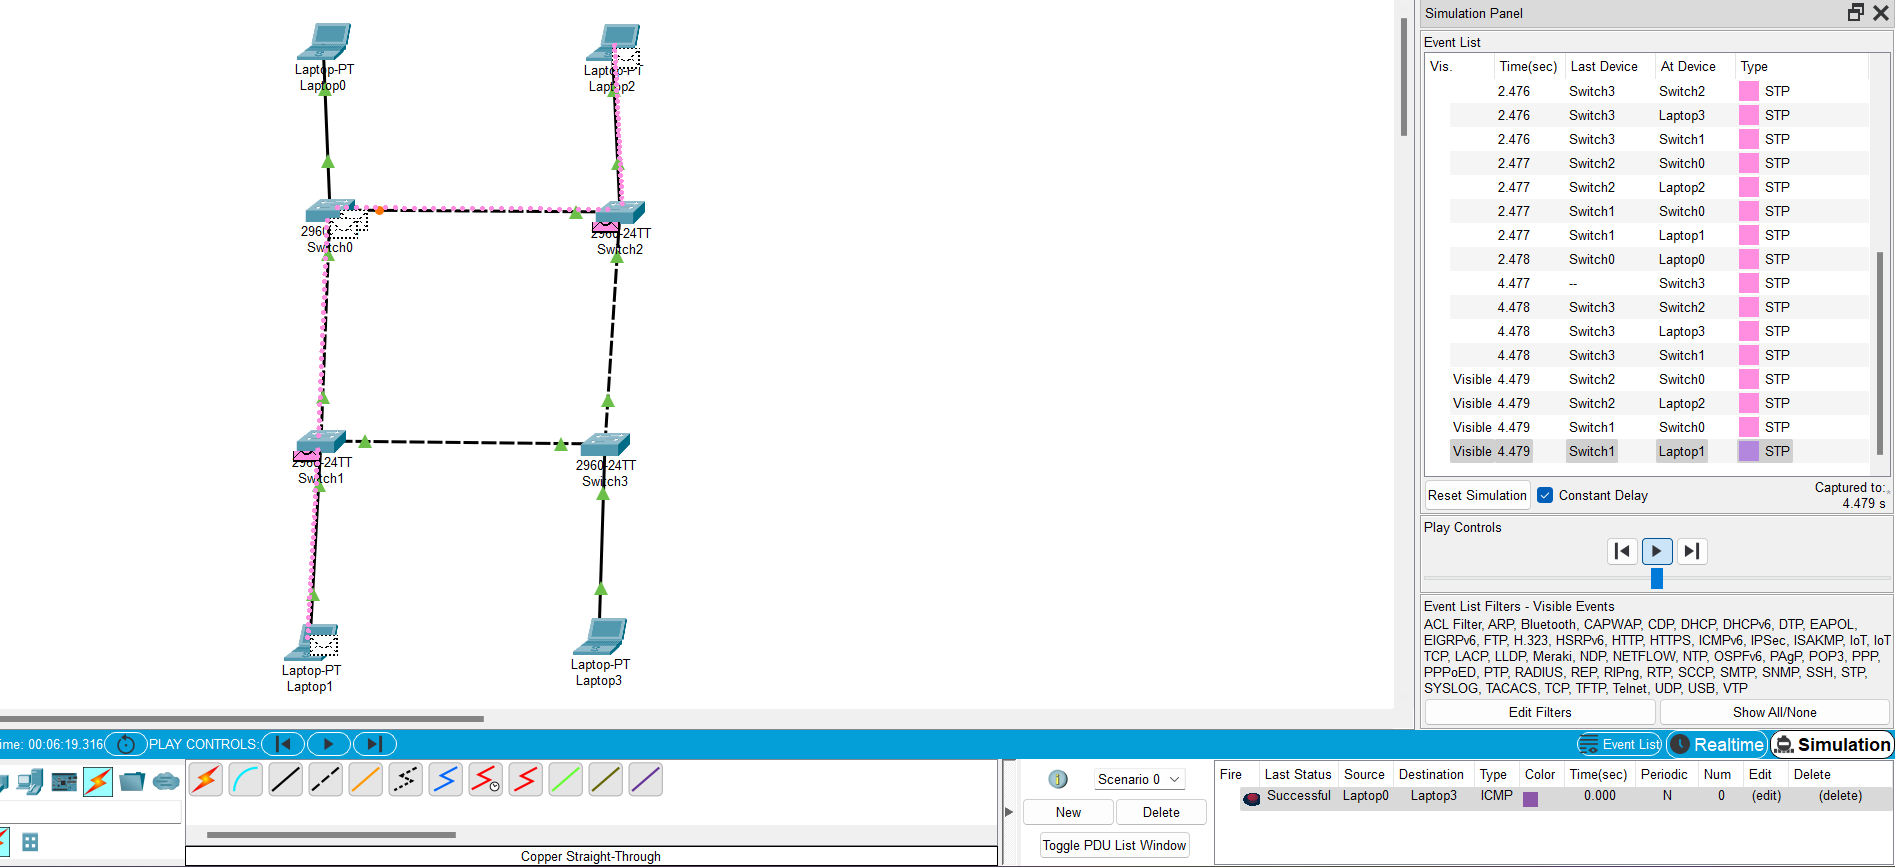 Laptop-PT
Laptop0
Laptop2
Switch0
2960-24TT
Switch2
2960-24TT
Switch1
2960-24TT
Switch3
Laptop-PT
Laptop1
Laptop-PT
Laptop3
Simulation Panel
Event List
Vis. Time(sec) Last Device At Device Type
2.476 Switch3 Switch2 STP
2.476 Switch3 Laptop3 STP
2.476 Switch3 Switch1 STP
2.477 Switch2 Switch0 STP
2.477 Switch2 Laptop2 STP
2.477 Switch1 Switch0 STP
2.477 Switch1 Laptop1 STP
2.478 Switch0 Laptop0 STP
4.477 -- Switch3 STP
4.478 Switch3 Switch2 STP
4.478 Switch3 Laptop3 STP
4.478 Switch3 Switch1 STP
Visible 4.479 Switch2 Switch0 STP
Visible 4.479 Switch2 Laptop2 STP
Visible 4.479 Switch1 Switch0 STP
Visible 4.479 Switch1 Laptop1 STP
Reset Simulation Constant Delay Captured to:
4.479 s
Play Controls
Event List Filters - Visible Events
ACL Filter, ARP, Bluetooth, CAPWAP, CDP, DHCP, DHCPv6, DTP, EAPOL,
EIGRPv6, FTP, H.323, HSRPv6, HTTP, HTTPS, ICMPv6, IPSec, ISAKMP, IoT, IoT
TCP, LACP, LLDP, Meraki, NDP, NETFLOW, NTP, OSPFv6, PAgP, POP3, PPP,
PPPoED, PTP, RADIUS, REP, RIPng, RTP, SCCP, SMTP, SNMP, SSH, STP,
SYSLOG, TACACS, TCP, TFTP, Telnet, UDP, USB, VTP
Edit Filters Show All/None
ime: 00:06:19.316 PLAY CONTROLS: Event List Realtime Simulation
Copper Straight-Through
Scenario 0
New Delete
Toggle PDU List Window
Fire Last Status Source Destination Type Color Time(sec) Periodic Num Edit Delete
Successful Laptop0 Laptop3 ICMP 0.000 N 0 (edit) (delete)